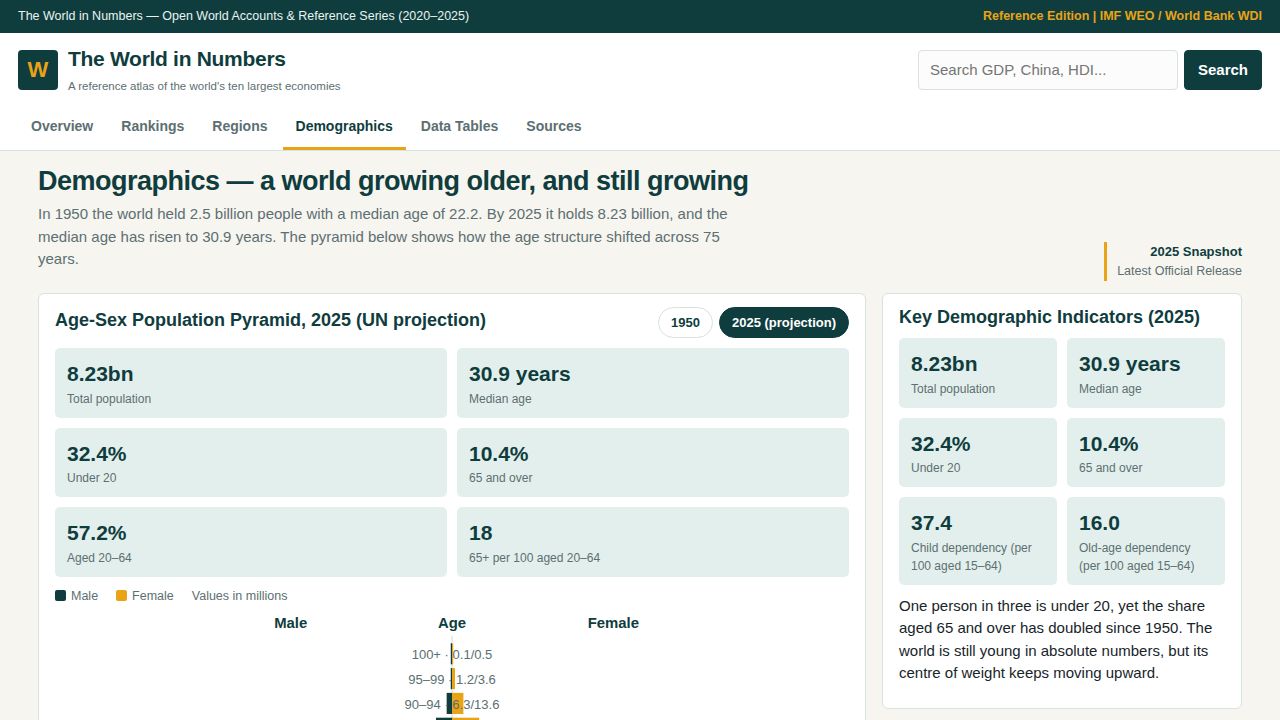 The World in Numbers — Open World Accounts & Reference Series (2020–2025)
Reference Edition | IMF WEO / World Bank WDI
W
The World in Numbers
A reference atlas of the world's ten largest economies
Search GDP, China, HDI...
Search
Overview
Rankings
Regions
Demographics
Data Tables
Sources
Demographics — a world growing older, and still growing
In 1950 the world held 2.5 billion people with a median age of 22.2. By 2025 it holds 8.23 billion, and the
median age has risen to 30.9 years. The pyramid below shows how the age structure shifted across 75
years.
2025 Snapshot
Latest Official Release
Age-Sex Population Pyramid, 2025 (UN projection)
1950
2025 (projection)
8.23bn
Total population
30.9 years
Median age
32.4%
Under 20
10.4%
65 and over
57.2%
Aged 20–64
18
65+ per 100 aged 20–64
Male
Female
Values in millions
Male
Age
Female
100+ · 0.1/0.5
95–99 · 1.2/3.6
90–94 · 6.3/13.6
Key Demographic Indicators (2025)
8.23bn
Total population
30.9 years
Median age
32.4%
Under 20
10.4%
65 and over
37.4
Child dependency (per
100 aged 15–64)
16.0
Old-age dependency
(per 100 aged 15–64)
One person in three is under 20, yet the share
aged 65 and over has doubled since 1950. The
world is still young in absolute numbers, but its
centre of weight keeps moving upward.